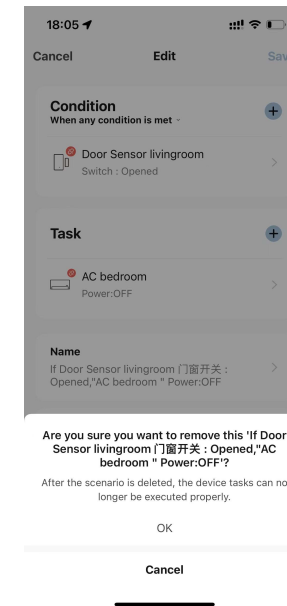 18:05
Cancel Edit Sav
Condition
When any condition is met
Door Sensor livingroom
Switch : Opened
Task
AC bedroom
Power:OFF
Name
If Door Sensor livingroom 门窗开关 :
Opened,"AC bedroom " Power:OFF
Are you sure you want to remove this 'If Door
Sensor livingroom 门窗开关 : Opened,"AC
bedroom " Power:OFF'?
After the scenario is deleted, the device tasks can no
longer be executed properly.
OK
Cancel